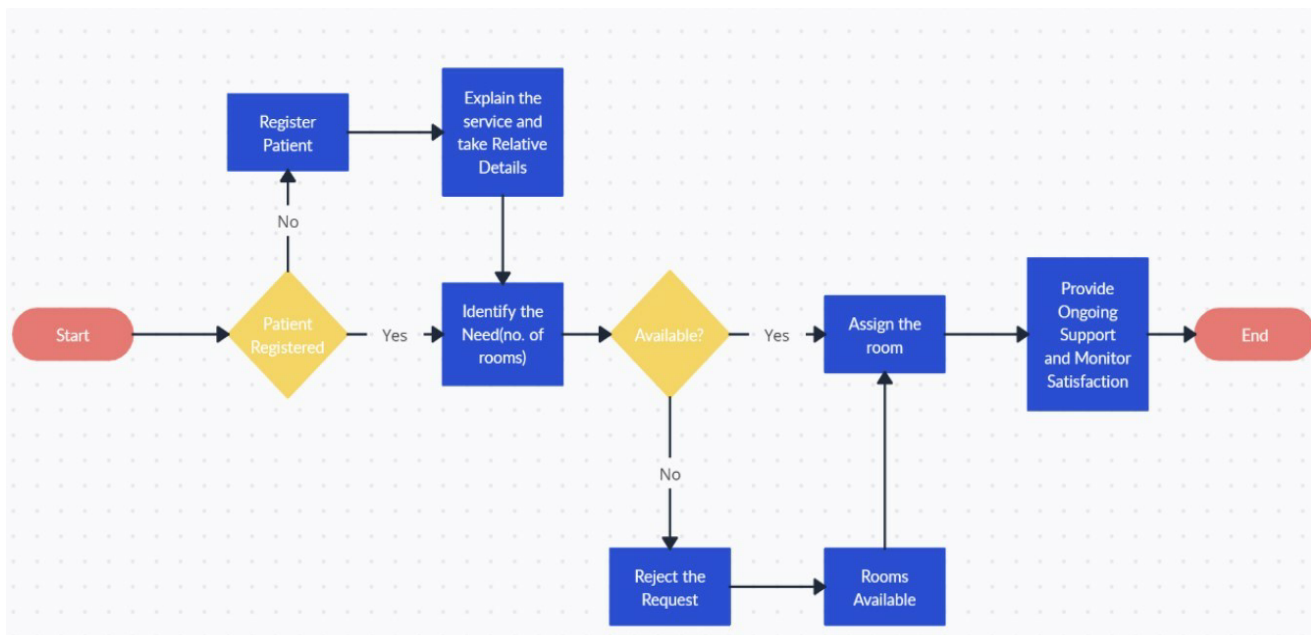 Start
Patient
Registered
No
Register
Patient
Explain the
service and
take Relative
Details
Yes
Identify the
Need(no. of
rooms)
Available?
Yes
Assign the
room
Provide
Ongoing
Support
and Monitor
Satisfaction
End
No
Reject the
Request
Rooms
Available